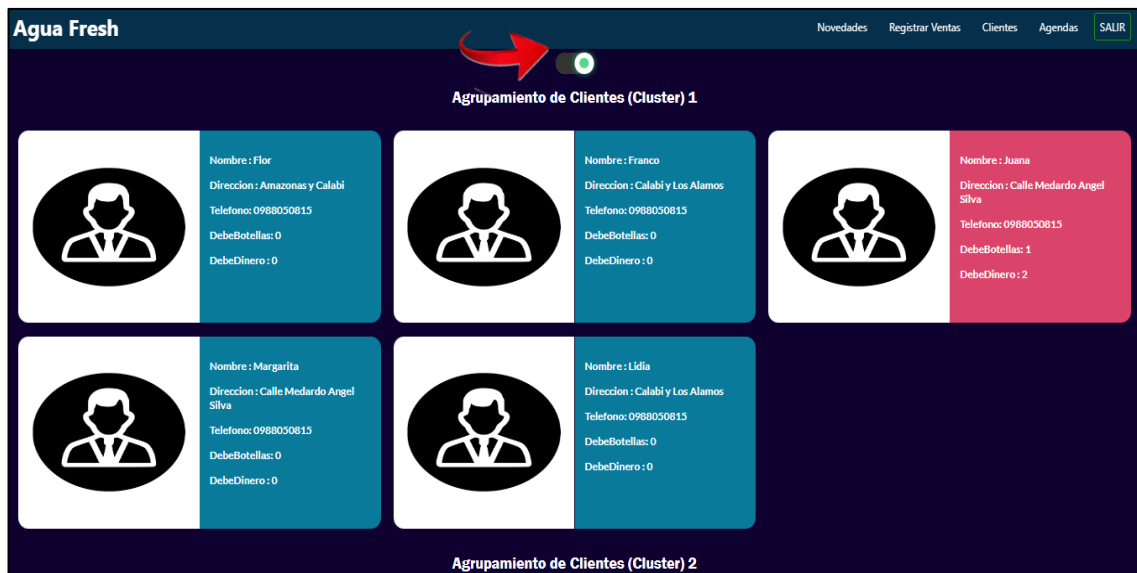 Agua Fresh
Novedades
Registrar Ventas
Clientes
Agendas
SALIR
Agrupamiento de Clientes (Cluster) 1
Nombre : Flor
Direccion : Amazonas y Calabi
Telefono: 0988050815
DebeBotellas: 0
DebeDinero : 0
Nombre : Franco
Direccion : Calabi y Los Alamos
Telefono: 0988050815
DebeBotellas: 0
DebeDinero : 0
Nombre : Juana
Direccion : Calle Medardo Angel
Silva
Telefono: 0988050815
DebeBotellas: 1
DebeDinero : 2
Nombre : Margarita
Direccion : Calle Medardo Angel
Silva
Telefono: 0988050815
DebeBotellas: 0
DebeDinero : 0
Nombre : Lidia
Direccion : Calabi y Los Alamos
Telefono: 0988050815
DebeBotellas: 0
DebeDinero : 0
Agrupamiento de Clientes (Cluster) 2